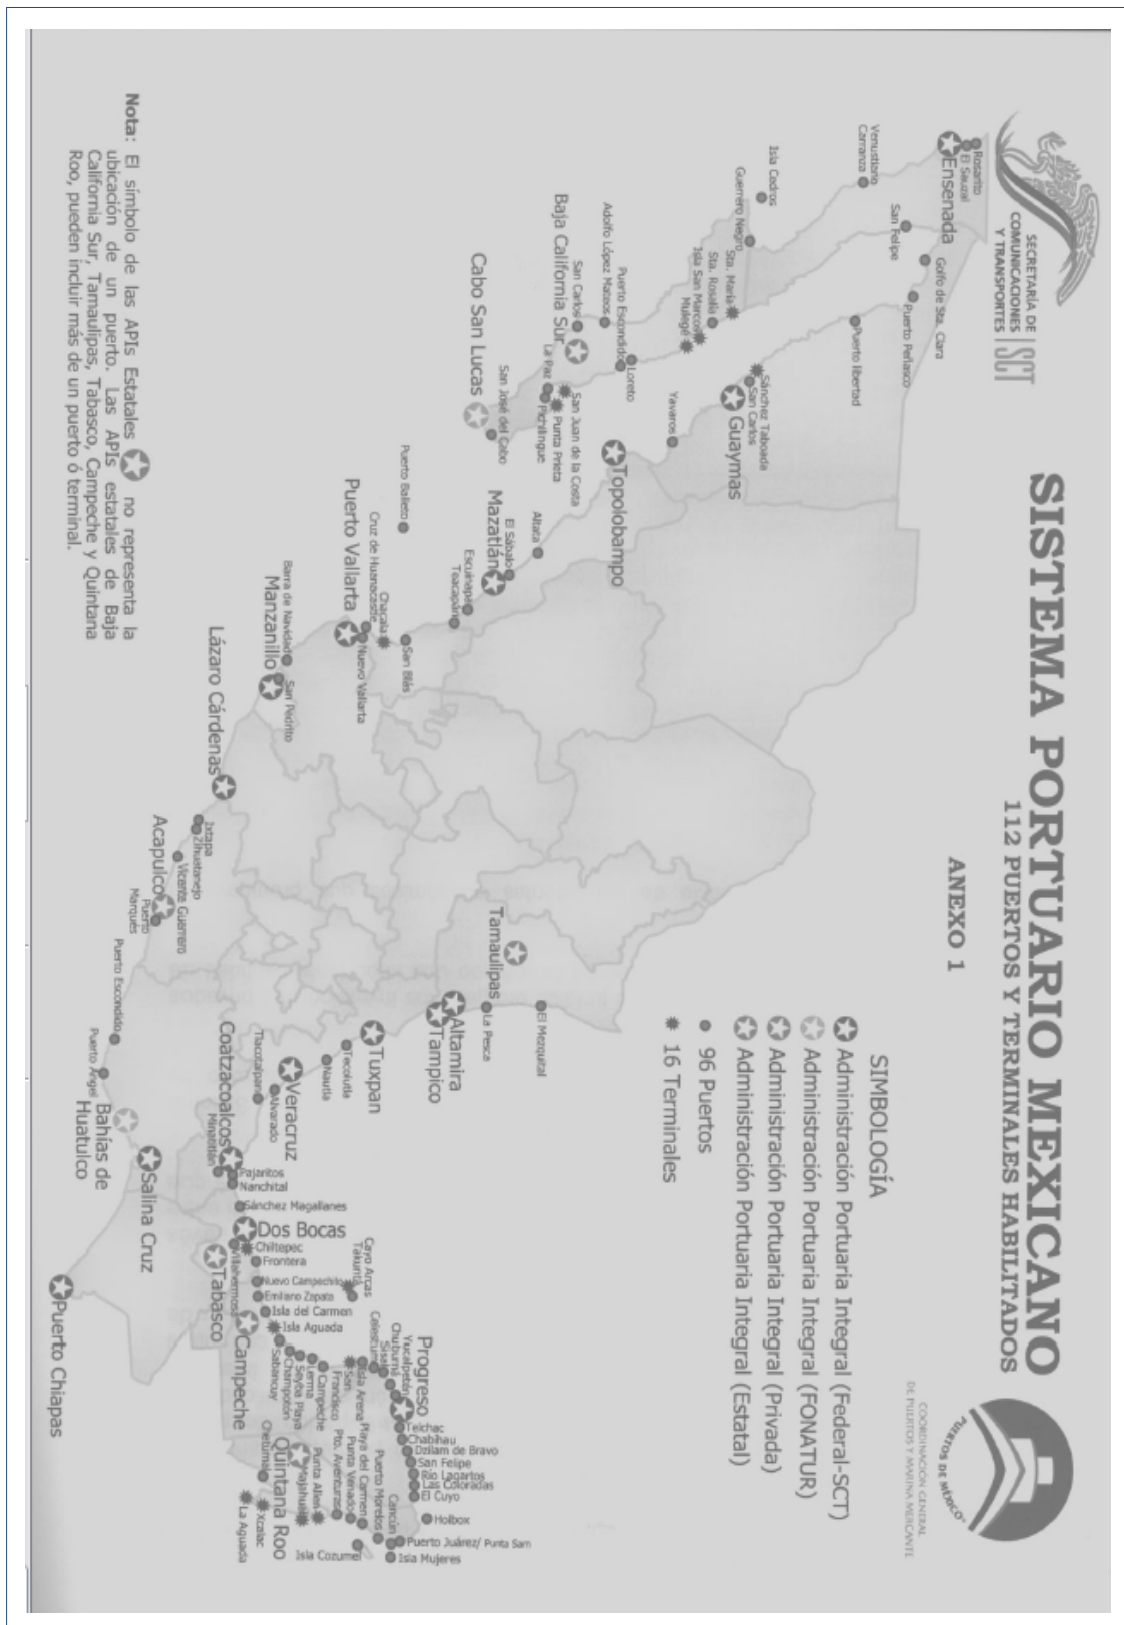 SECRETARÍA DE
COMUNICACIONES
Y TRANSPORTES
SCT
SISTEMA PORTUARIO MEXICANO
112 PUERTOS Y TERMINALES HABILITADOS
ANEXO 1
PUERTOS DE MÉXICO
COORDINACIÓN GENERAL
DE PUERTOS Y MARINA MERCANTE
SIMBOLOGÍA
Administración Portuaria Integral (Federal-SCT)
Administración Portuaria Integral (FONATUR)
Administración Portuaria Integral (Privada)
Administración Portuaria Integral (Estatal)
96 Puertos
16 Terminales
Rosarito
El Sauzal
Ensenada
Venustiano
Carranza
San Felipe
Golfo de Sta. Clara
Puerto Peñasco
Puerto libertad
Isla Cedros
Guerrero Negro
Sta. María
Sta. Rosalía
Isla San Marcos
Mulegé
Sánchez Taboada
San Carlos
Guaymas
Yavaros
Adolfo López Mateos
Puerto Escondido
Loreto
Baja California Sur
San Carlos
La Paz
San Juan de la Costa
Punta Prieta
Pichilingue
Topolobampo
Cabo San Lucas
San José del Cabo
Altata
El Sábalo
Mazatlán
Escuinapa
Teacapán
Puerto Balleto
San Blás
Chacala
Cruz de Huanacaxtle
Nuevo Vallarta
Puerto Vallarta
Barra de Navidad
Manzanillo
San Pedrito
Lázaro Cárdenas
Ixtapa
Zihuatanejo
Vicente Guerrero
Acapulco
Puerto
Marqués
Puerto Escondido
Puerto Ángel
Bahías de
Huatulco
Salina Cruz
Puerto Chiapas
El Mezquital
Tamaulipas
La Pesca
Altamira
Tampico
Tuxpan
Tecolutla
Nautla
Veracruz
Alvarado
Tlacotalpan
Coatzacoalcos
Minatitlán
Pajaritos
Nanchital
Sánchez Magallanes
Dos Bocas
Chiltepec
Frontera
Villahermosa
Tabasco
Nuevo Campechito
Emiliano Zapata
Isla del Carmen
Isla Aguada
Cayo Arcas
Takuntá
Campeche
Sabancuy
Champotón
Seyba Playa
Lerma
Campeche
San
Francisco
Isla Arena
Celestún
Sisal
Chuburná
Yucalpetén
Progreso
Telchac
Chabihau
Dzilam de Bravo
San Felipe
Río Lagartos
Las Coloradas
El Cuyo
Holbox
Puerto Juárez/ Punta Sam
Isla Mujeres
Cancún
Puerto Morelos
Playa del Carmen
Punta Venado
Pto. Aventuras
Isla Cozumel
Punta Allen
Majahual
Quintana Roo
Chetumal
Xcalac
La Aguada
Nota: El símbolo de las APIs Estatales no representa la
ubicación de un puerto. Las APIs estatales de Baja
California Sur, Tamaulipas, Tabasco, Campeche y Quintana
Roo, pueden incluir más de un puerto ó terminal.